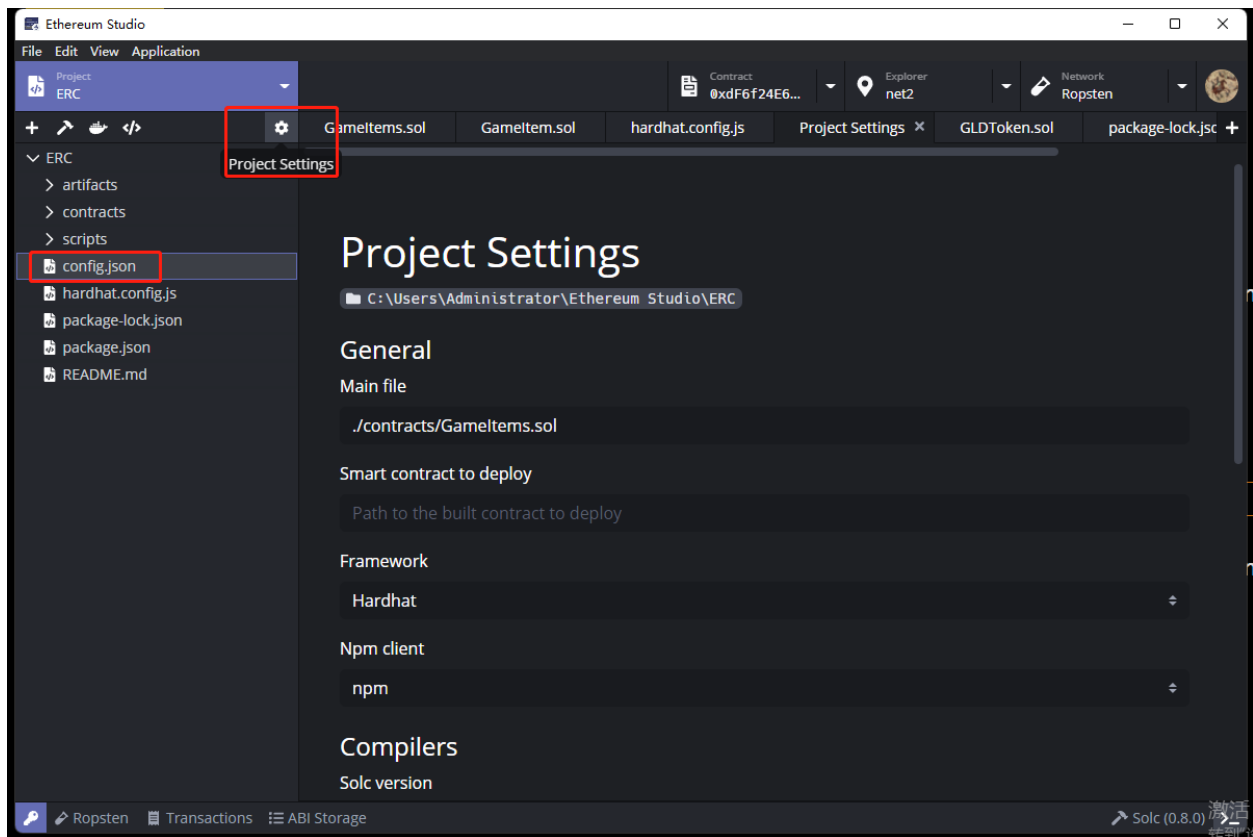 Ethereum Studio
File Edit View Application
Project
ERC
Contract
0xdF6f24E6...
Explorer
net2
Network
Ropsten
GameItems.sol
GameItem.sol
hardhat.config.js
Project Settings
GLDToken.sol
package-lock.jsc
Project Settings
ERC
artifacts
contracts
scripts
config.json
hardhat.config.js
package-lock.json
package.json
README.md
Project Settings
C:\Users\Administrator\Ethereum Studio\ERC
General
Main file
./contracts/GameItems.sol
Smart contract to deploy
Path to the built contract to deploy
Framework
Hardhat
Npm client
npm
Compilers
Solc version
Ropsten
Transactions
ABI Storage
Solc (0.8.0)
激活